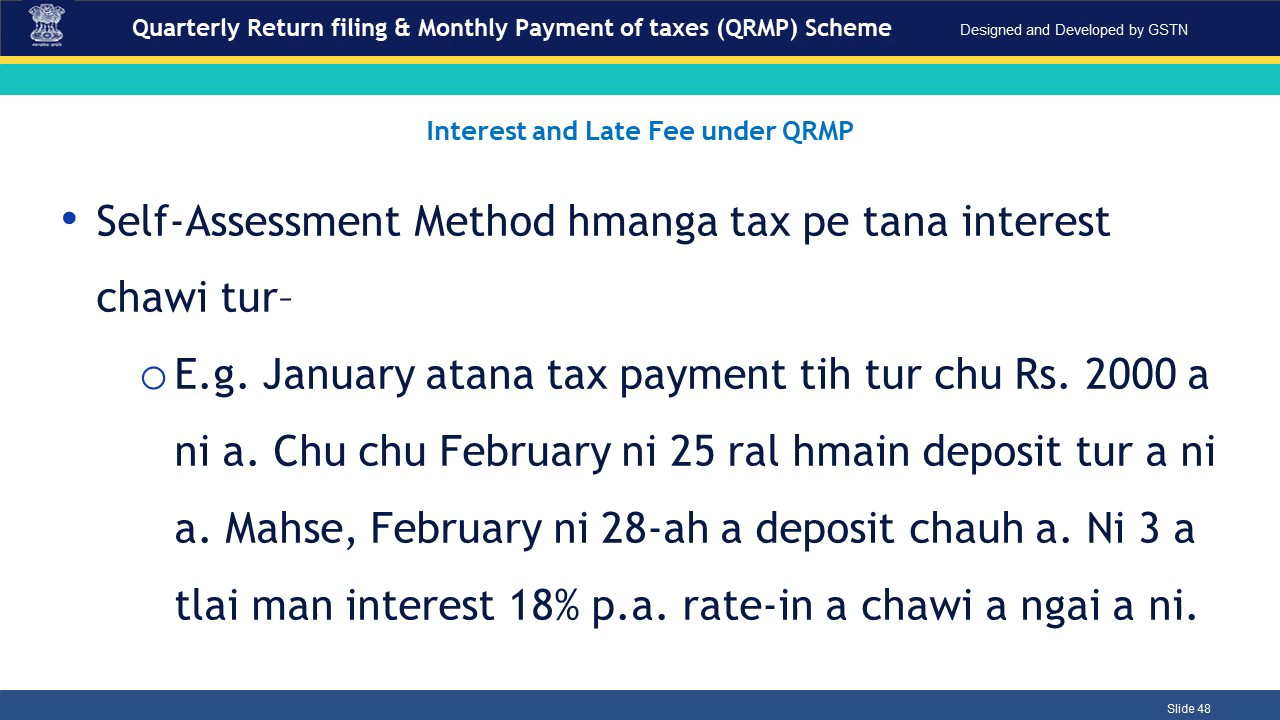 Quarterly Return filing & Monthly Payment of taxes (QRMP) Scheme
Designed and Developed by GSTN
Interest and Late Fee under QRMP
• Self-Assessment Method hmanga tax pe tana interest
chawi tur–
o E.g. January atana tax payment tih tur chu Rs. 2000 a
ni a. Chu chu February ni 25 ral hmain deposit tur a ni
a. Mahse, February ni 28-ah a deposit chauh a. Ni 3 a
tlai man interest 18% p.a. rate-in a chawi a ngai a ni.
Slide 48